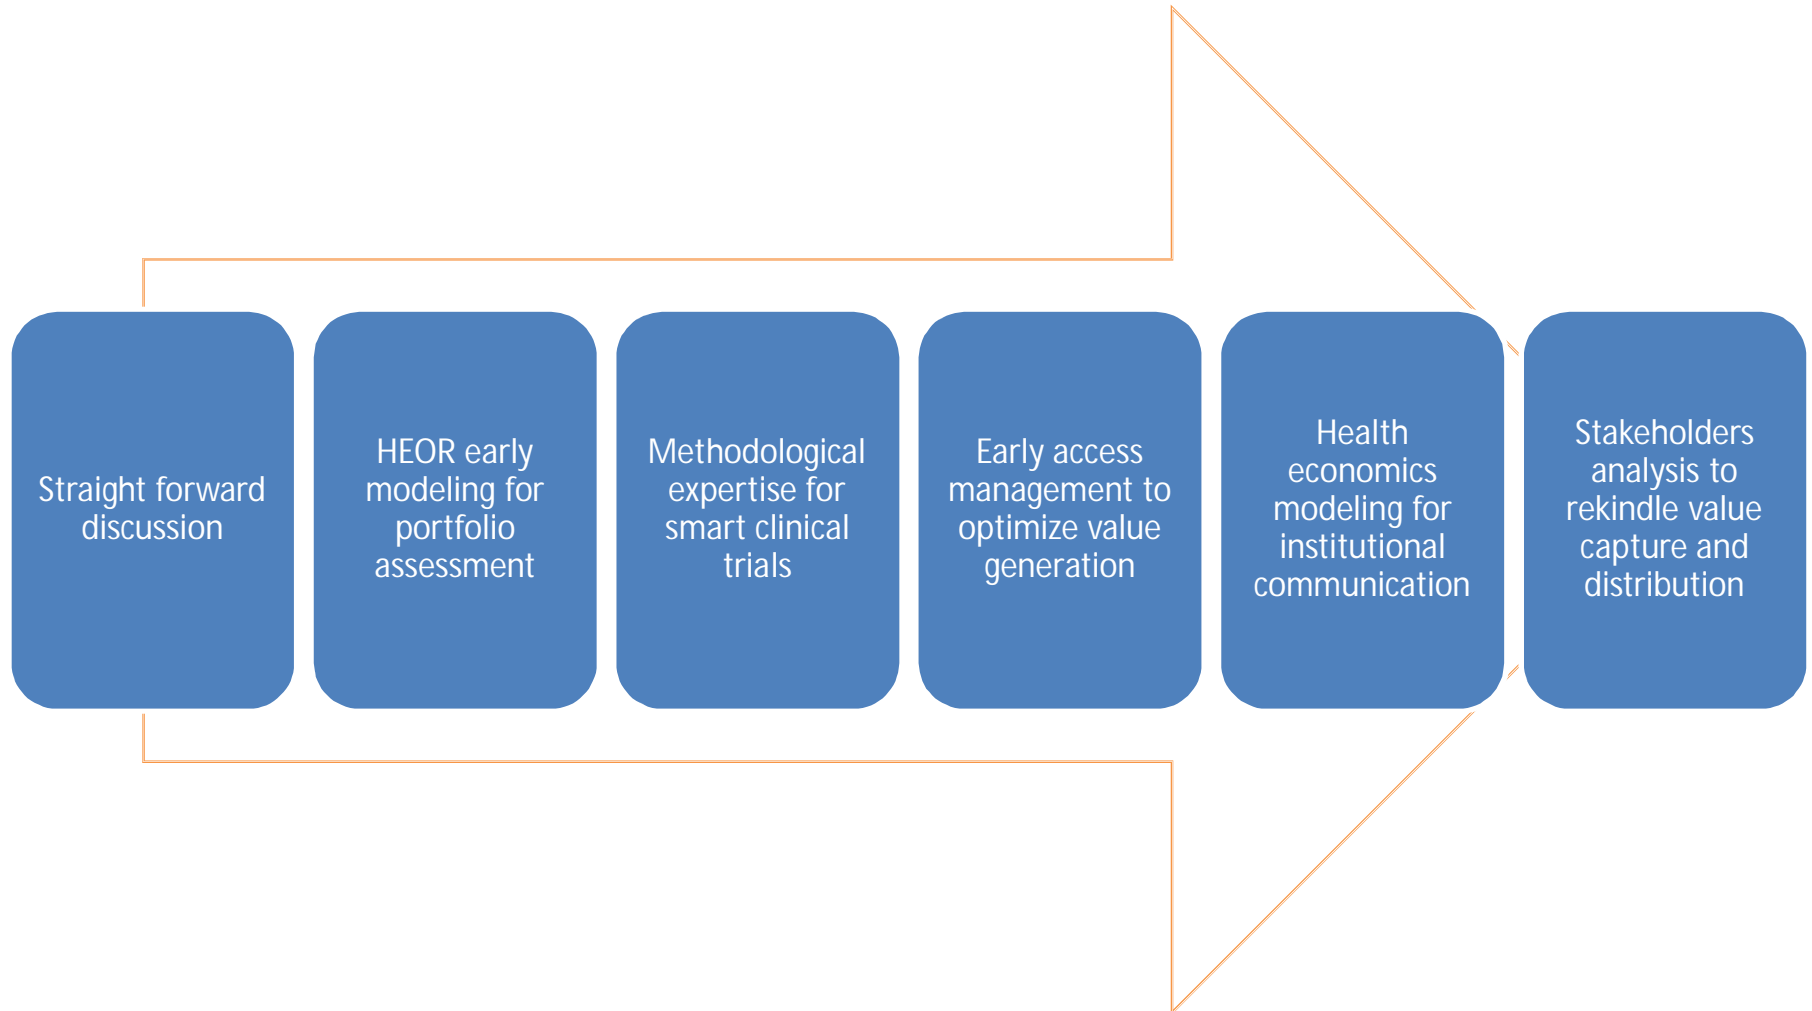 Straight forward
discussion
HEOR early
modeling for
portfolio
assessment
Methodological
expertise for
smart clinical
trials
Early access
management to
optimize value
generation
Health
economics
modeling for
institutional
communication
Stakeholders
analysis to
rekindle value
capture and
distribution